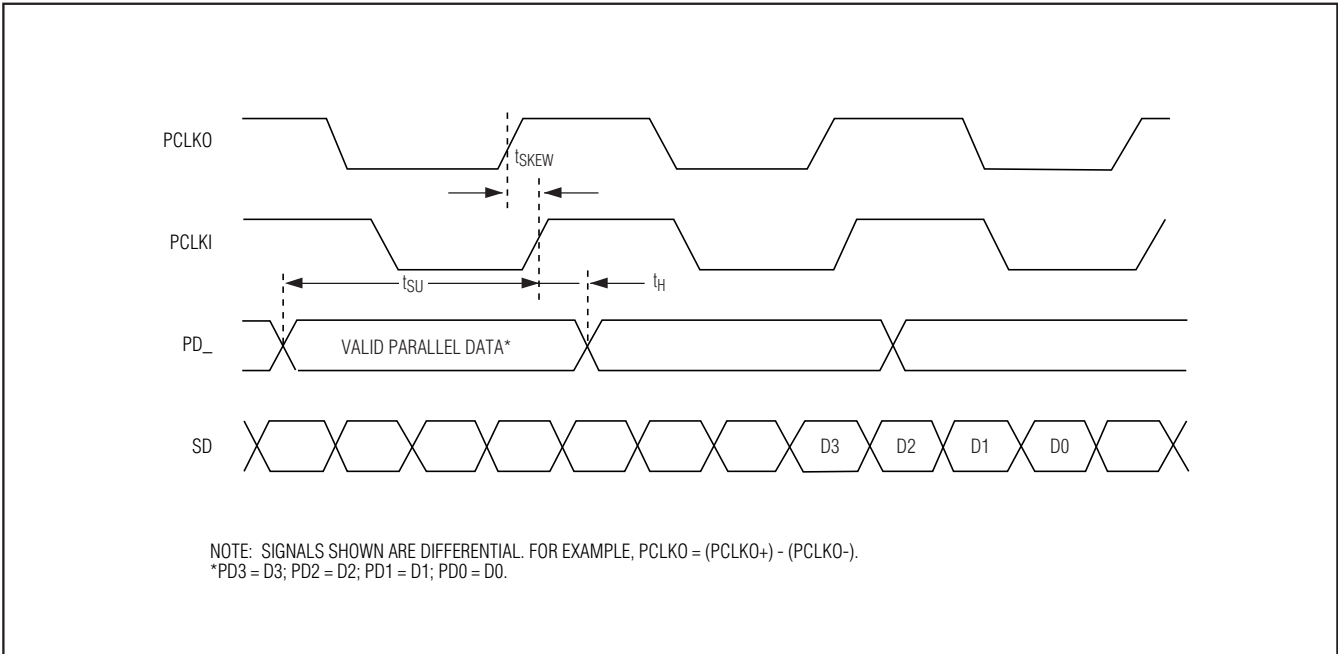 PCLKO
tSKEW
PCLKI
tSU
tH
PD_
VALID PARALLEL DATA*
SD
D3
D2
D1
D0
NOTE: SIGNALS SHOWN ARE DIFFERENTIAL. FOR EXAMPLE, PCLKO = (PCLKO+) - (PCLKO-).
*PD3 = D3; PD2 = D2; PD1 = D1; PD0 = D0.